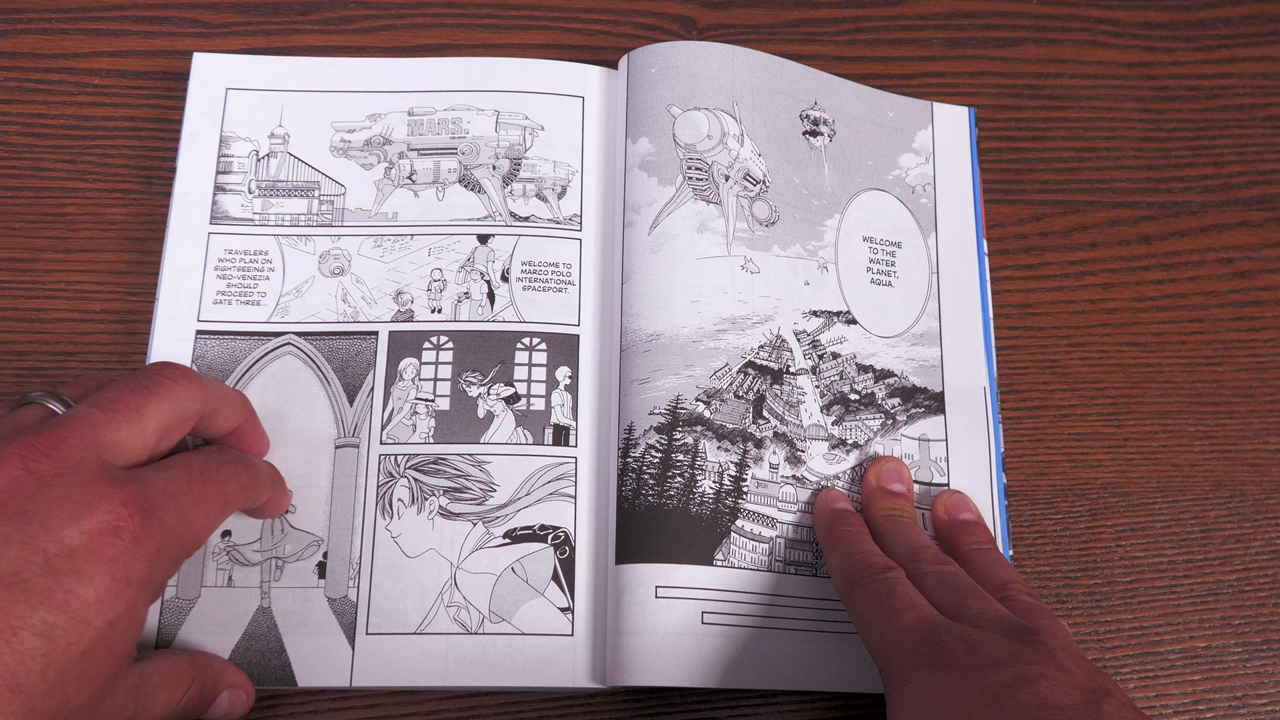 MARS.
TRAVELERS
WHO PLAN ON
SIGHTSEEING IN
NEO-VENEZIA
SHOULD
PROCEED TO
GATE THREE...
WELCOME TO
MARCO POLO
INTERNATIONAL
SPACEPORT.
WELCOME
TO THE
WATER
PLANET,
AQUA.